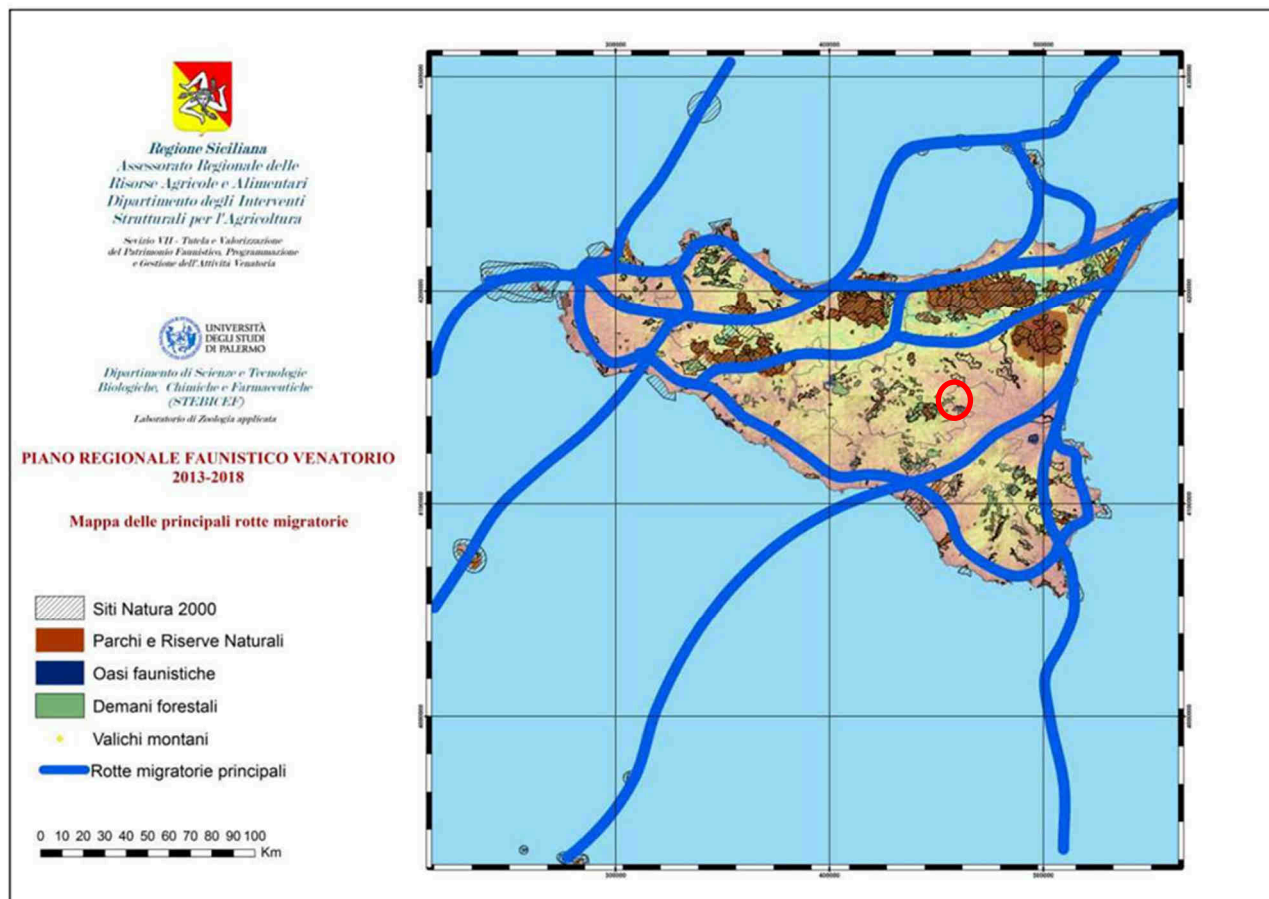 Regione Siciliana
Assessorato Regionale delle
Risorse Agricole e Alimentari
Dipartimento degli Interventi
Strutturali per l'Agricoltura
Sevizio VII - Tutela e Valorizzazione
del Patrimonio Faunistico, Programmazione
e Gestione dell'Attività Venatoria
UNIVERSITÀ
DEGLI STUDI
DI PALERMO
Dipartimento di Scienze e Tecnologie
Biologiche, Chimiche e Farmaceutiche
(STEBICEF)
Laboratorio di Zoologia applicata
PIANO REGIONALE FAUNISTICO VENATORIO
2013-2018
Mappa delle principali rotte migratorie
Siti Natura 2000
Parchi e Riserve Naturali
Oasi faunistiche
Demani forestali
Valichi montani
Rotte migratorie principali
0 10 20 30 40 50 60 70 80 90 100
Km